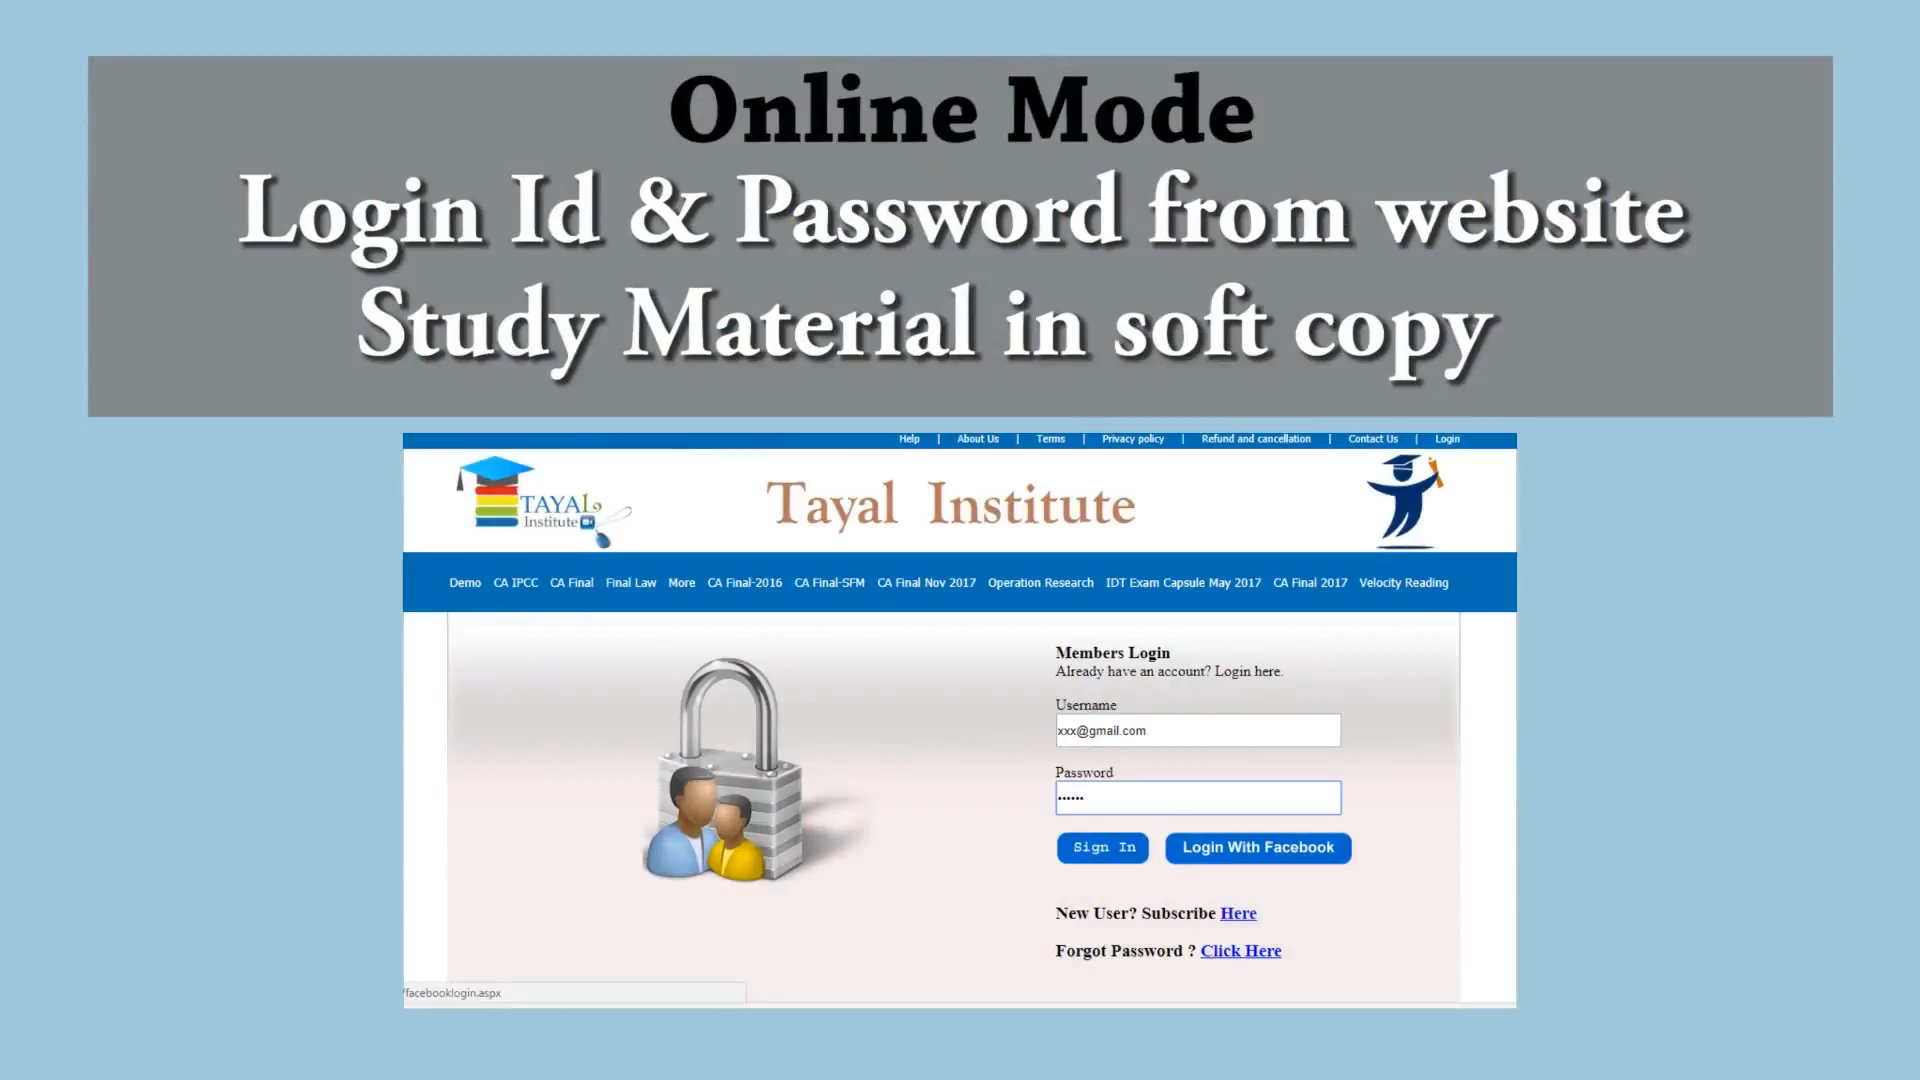 Online Mode
Login Id & Password from website
Study Material in soft copy
Help | About Us | Terms | Privacy policy | Refund and cancellation | Contact Us | Login
TAYAL
Institute
Tayal Institute
Demo CA IPCC CA Final Final Law More CA Final-2016 CA Final-SFM CA Final Nov 2017 Operation Research IDT Exam Capsule May 2017 CA Final 2017 Velocity Reading
Members Login
Already have an account? Login here.
Username
xxx@gmail.com
Password
••••••
Sign In Login With Facebook
New User? Subscribe Here
Forgot Password ? Click Here
/facebooklogin.aspx